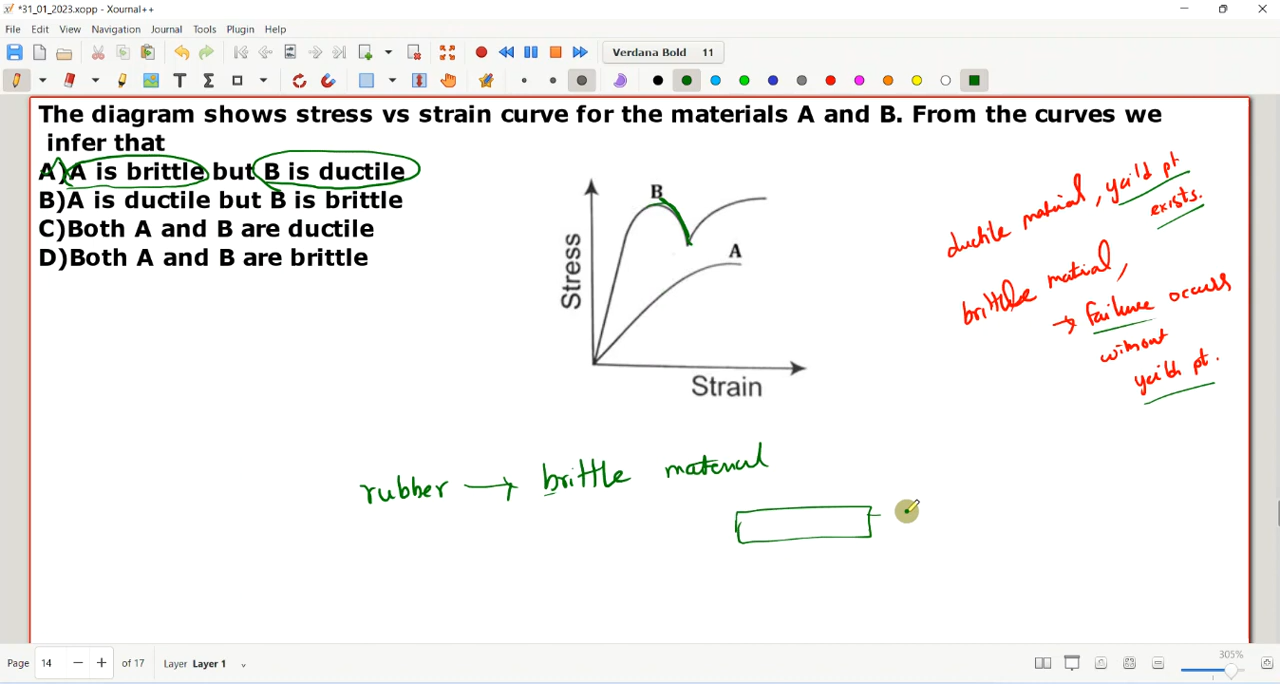 *31_01_2023.xopp - Xournal++
File Edit View Navigation Journal Tools Plugin Help
Verdana Bold 11
The diagram shows stress vs strain curve for the materials A and B. From the curves we
infer that
A)A is brittle but B is ductile
B)A is ductile but B is brittle
C)Both A and B are ductile
D)Both A and B are brittle
B
A
Stress
Strain
ductile material, yaild pt
exists.
brittle matial,
→ failure occurs
without
yaild pt.
rubber → brittle material
Page 14 of 17 Layer Layer 1
305%